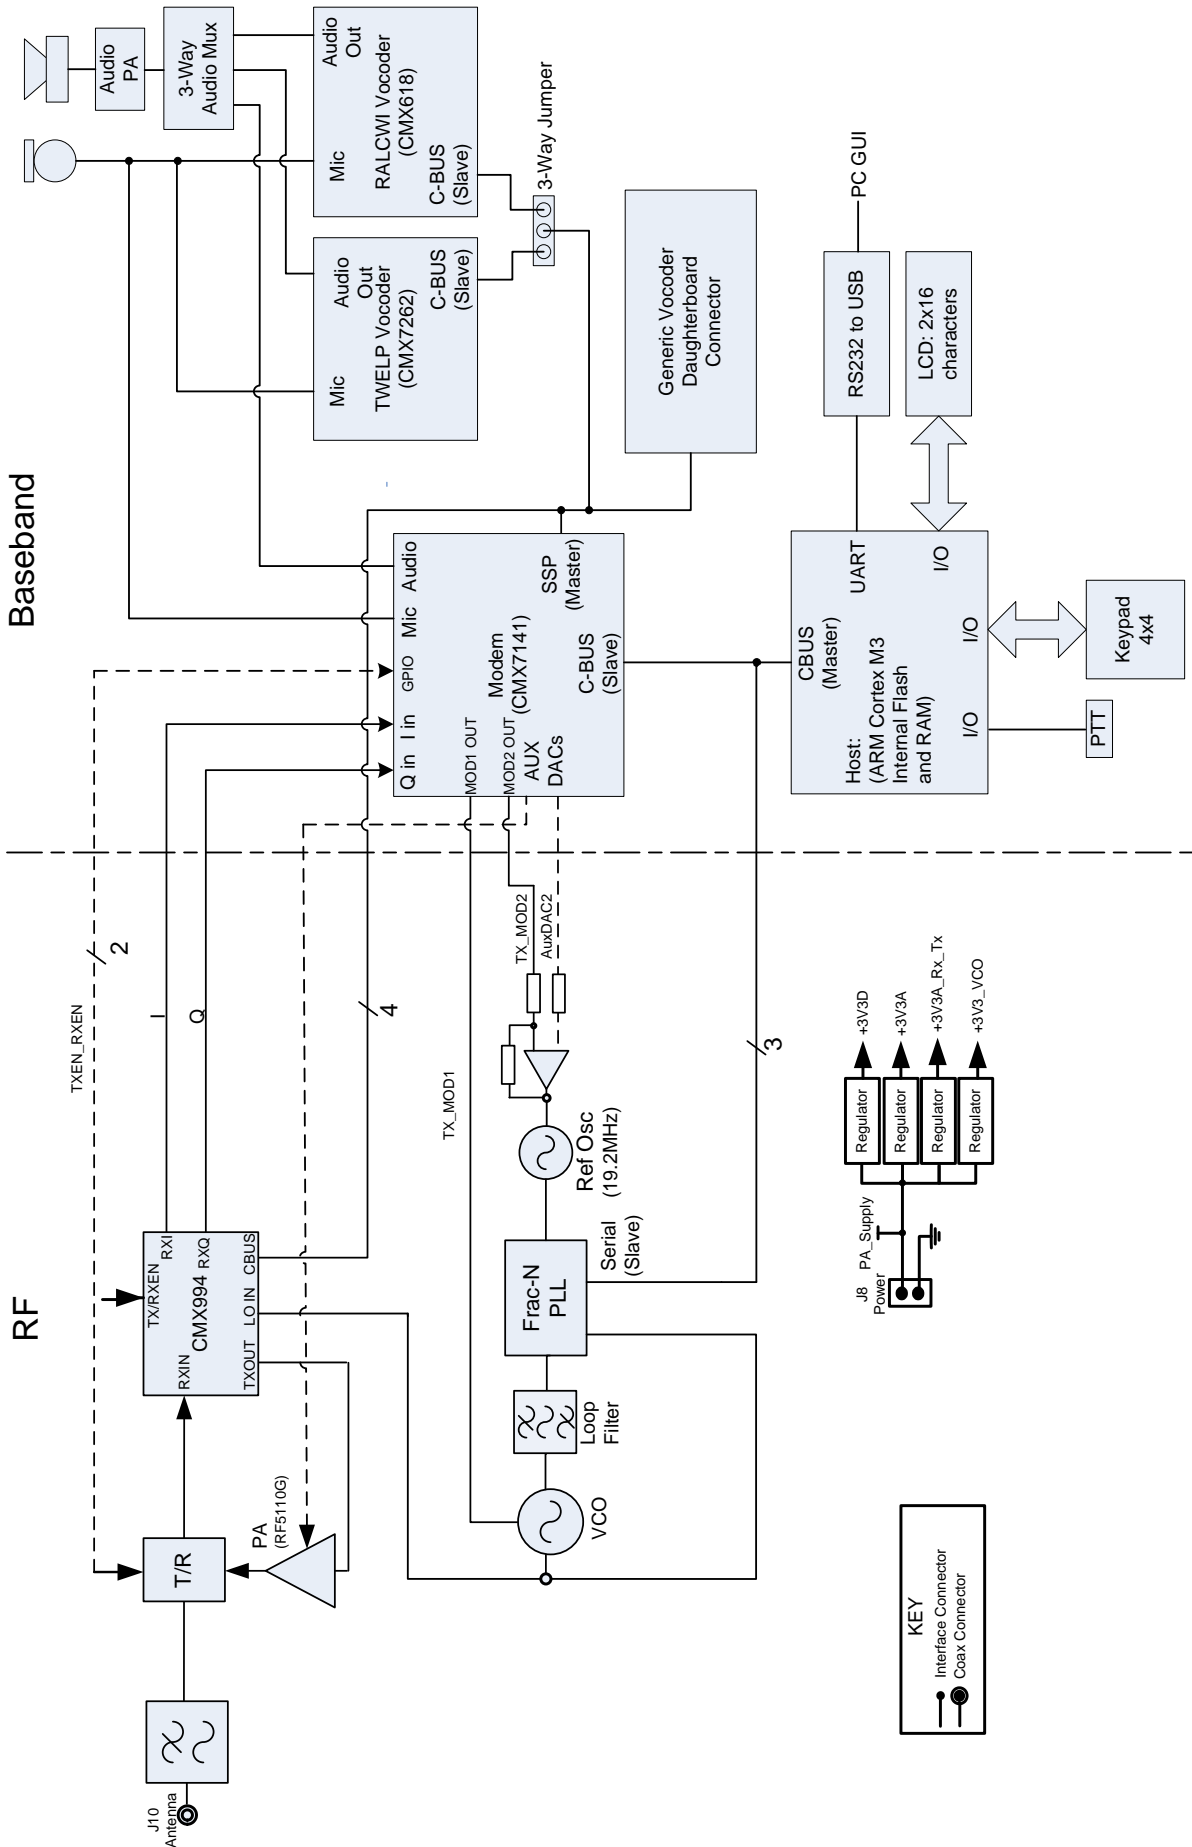 RF
Baseband
J10
Antenna
T/R
PA
(RF5110G)
TXEN_RXEN
2
TX/RXEN
RXIN
RXI
CMX994
RXQ
TXOUT
LO IN
CBUS
I
Q
4
TX_MOD1
TX_MOD2
AuxDAC2
VCO
Loop
Filter
Frac-N
PLL
Serial
(Slave)
Ref Osc
(19.2MHz)
3
Q in
I in
GPIO
Mic
Audio
MOD1 OUT
MOD2 OUT
AUX
DACs
Modem
(CMX7141)
SSP
(Master)
C-BUS
(Slave)
Audio
PA
3-Way
Audio Mux
Mic
Audio
Out
TWELP Vocoder
(CMX7262)
C-BUS
(Slave)
Mic
Audio
Out
RALCWI Vocoder
(CMX618)
C-BUS
(Slave)
3-Way Jumper
Generic Vocoder
Daughterboard
Connector
CBUS
(Master)
Host:
(ARM Cortex M3
Internal Flash
and RAM)
UART
I/O
I/O
I/O
RS232 to USB
PC GUI
LCD: 2x16
characters
PTT
Keypad
4x4
J8
Power
PA_Supply
Regulator
+3V3D
Regulator
+3V3A
Regulator
+3V3A_Rx_Tx
Regulator
+3V3_VCO
KEY
Interface Connector
Coax Connector